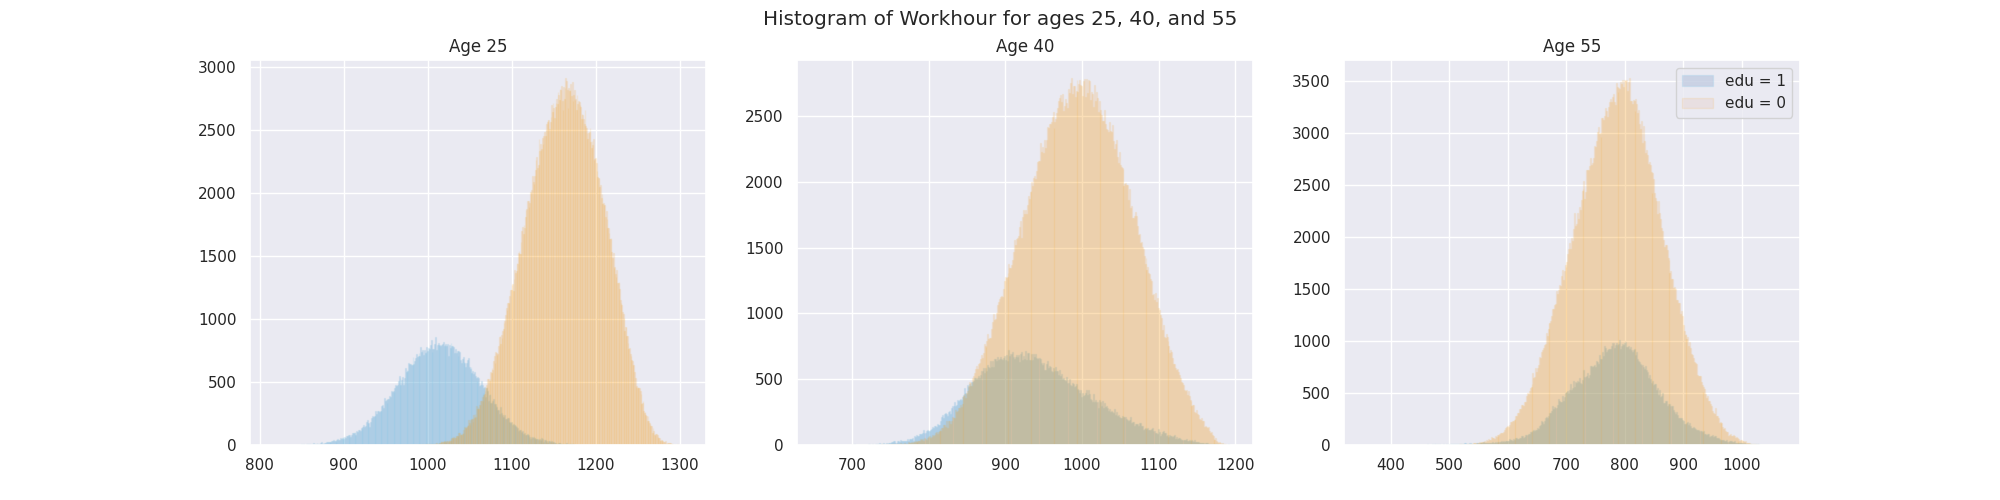 Histogram of Workhour for ages 25, 40, and 55
Age 25
3000
2500
2000
1500
1000
500
0
800 900 1000 1100 1200 1300
Age 40
2500
2000
1500
1000
500
0
700 800 900 1000 1100 1200
Age 55
3500
3000
2500
2000
1500
1000
500
0
400 500 600 700 800 900 1000
edu = 1
edu = 0